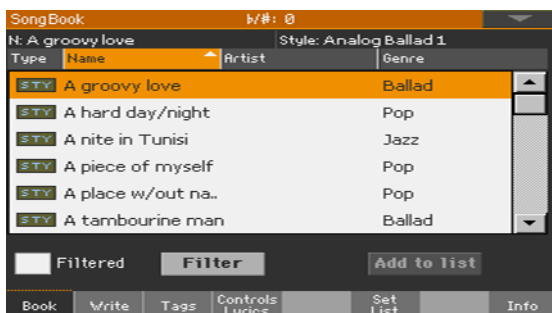 SongBook b/#: 0
N: A groovy love Style: Analog Ballad 1
Type Name Artist Genre
STY A groovy love Ballad
STY A hard day/night Pop
STY A nite in Tunisi Jazz
STY A piece of myself Pop
STY A place w/out na.. Pop
STY A tambourine man Ballad
Filtered Filter Add to list
Book Write Tags Controls Lyrics Set List Info